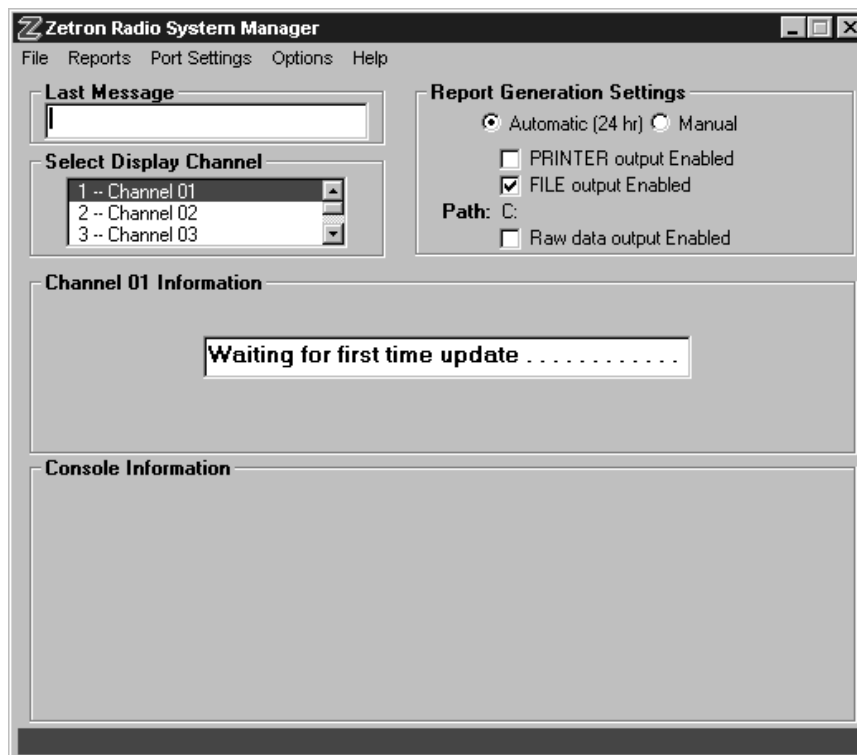 Zetron Radio System Manager
File Reports Port Settings Options Help
Last Message
Select Display Channel
1 -- Channel 01
2 -- Channel 02
3 -- Channel 03
Report Generation Settings
Automatic (24 hr) Manual
PRINTER output Enabled
FILE output Enabled
Path: C:
Raw data output Enabled
Channel 01 Information
Waiting for first time update . . . . . . . . . . . .
Console Information